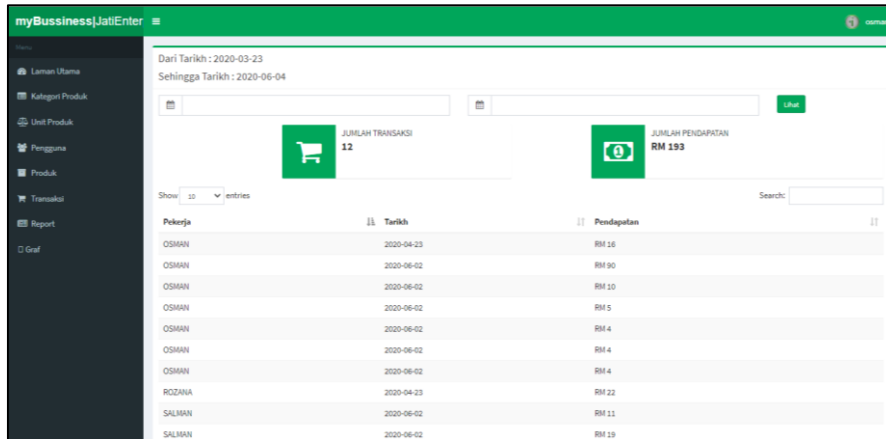 myBussiness|JatiEnter
osman
Menu
Laman Utama
Kategori Produk
Unit Produk
Pengguna
Produk
Transaksi
Report
Graf
Dari Tarikh : 2020-03-23
Sehingga Tarikh : 2020-06-04
Lihat
JUMLAH TRANSAKSI
12
JUMLAH PENDAPATAN
RM 193
Show 10 entries
Search:
Pekerja Tarikh Pendapatan
OSMAN 2020-04-23 RM 16
OSMAN 2020-06-02 RM 90
OSMAN 2020-06-02 RM 10
OSMAN 2020-06-02 RM 5
OSMAN 2020-06-02 RM 4
OSMAN 2020-06-02 RM 4
OSMAN 2020-06-02 RM 4
ROZANA 2020-04-23 RM 22
SALMAN 2020-06-02 RM 11
SALMAN 2020-06-02 RM 19